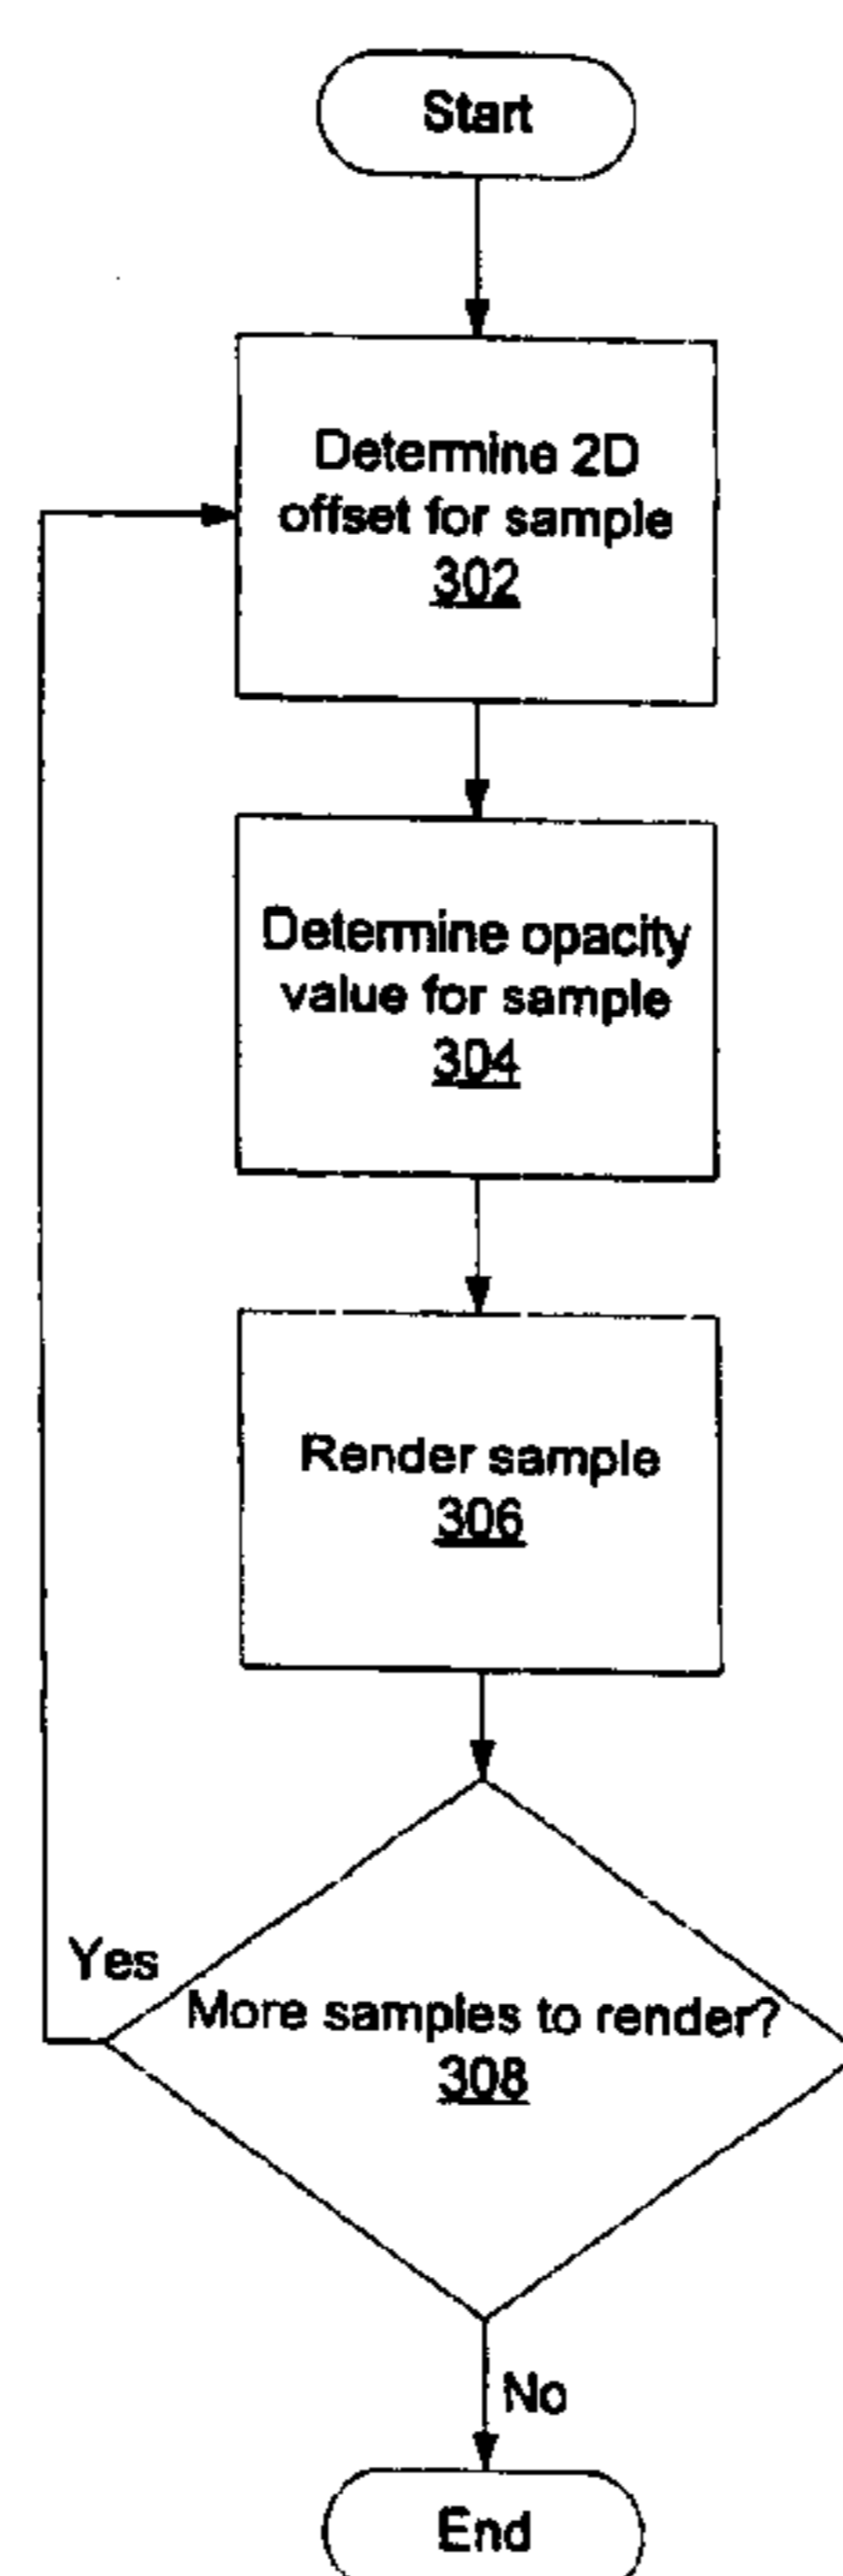 Start
Determine 2D
offset for sample
302
Determine opacity
value for sample
304
Render sample
306
Yes
More samples to render?
308
No
End